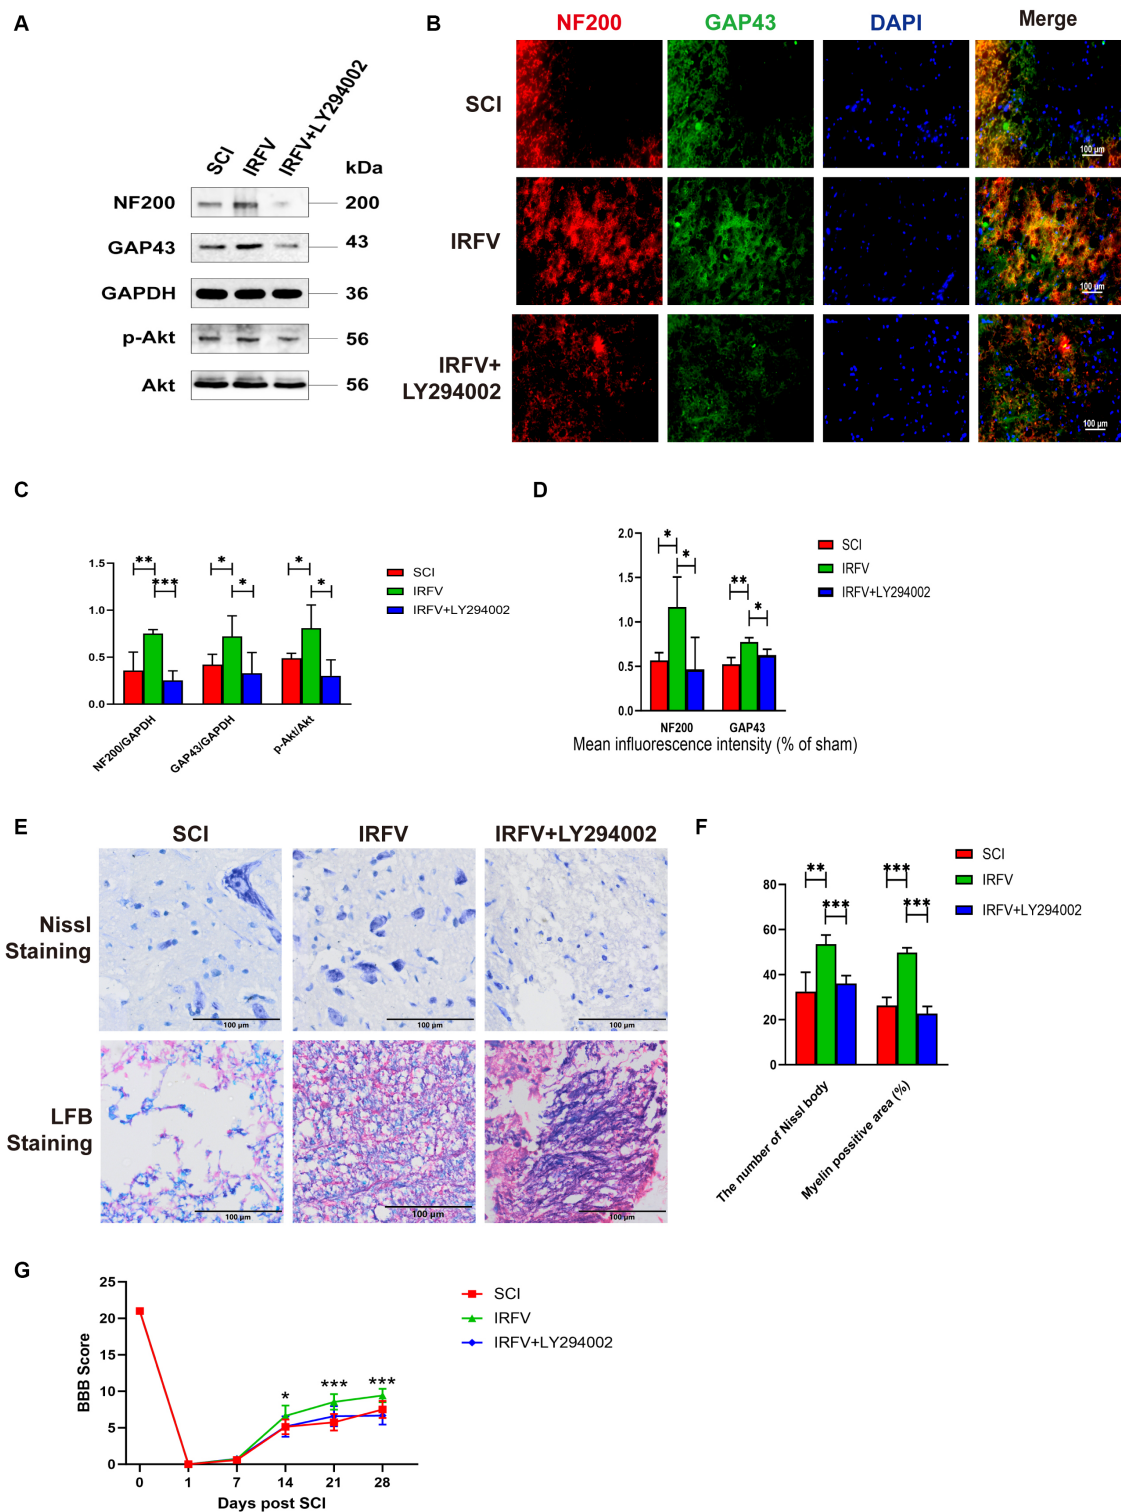 A
SCI
IRFV
IRFV+LY294002
kDa
NF200
200
GAP43
43
GAPDH
36
p-Akt
56
Akt
56
B
NF200
GAP43
DAPI
Merge
SCI
100 μm
IRFV
100 μm
IRFV+
LY294002
100 μm
C
1.5
1.0
0.5
0.0
** *** * * * *
NF200/GAPDH
GAP43/GAPDH
p-Akt/Akt
SCI
IRFV
IRFV+LY294002
D
2.0
1.5
1.0
0.5
0.0
* * ** *
NF200
GAP43
Mean influorescence intensity (% of sham)
SCI
IRFV
IRFV+LY294002
E
SCI
IRFV
IRFV+LY294002
Nissl
Staining
100 μm
100 μm
100 μm
LFB
Staining
100 μm
100 μm
100 μm
F
80
60
40
20
0
** *** *** ***
The number of Nissl body
Myelin possitive area (%)
SCI
IRFV
IRFV+LY294002
G
BBB Score
25
20
15
10
5
0
* *** ***
0 1 7 14 21 28
Days post SCI
SCI
IRFV
IRFV+LY294002